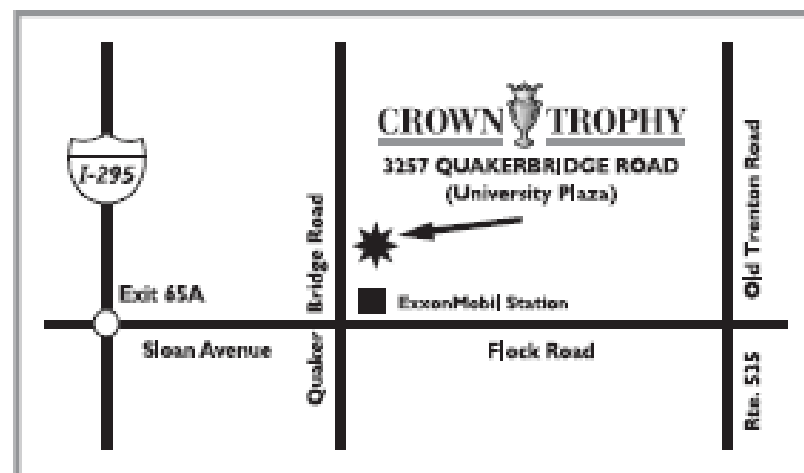 CROWN TROPHY
3257 QUAKERBRIDGE ROAD
(University Plaza)
I-295
Exit 65A
Sloan Avenue
Quaker Bridge Road
ExxonMobil Station
Flock Road
Old Trenton Road
Rte. 535